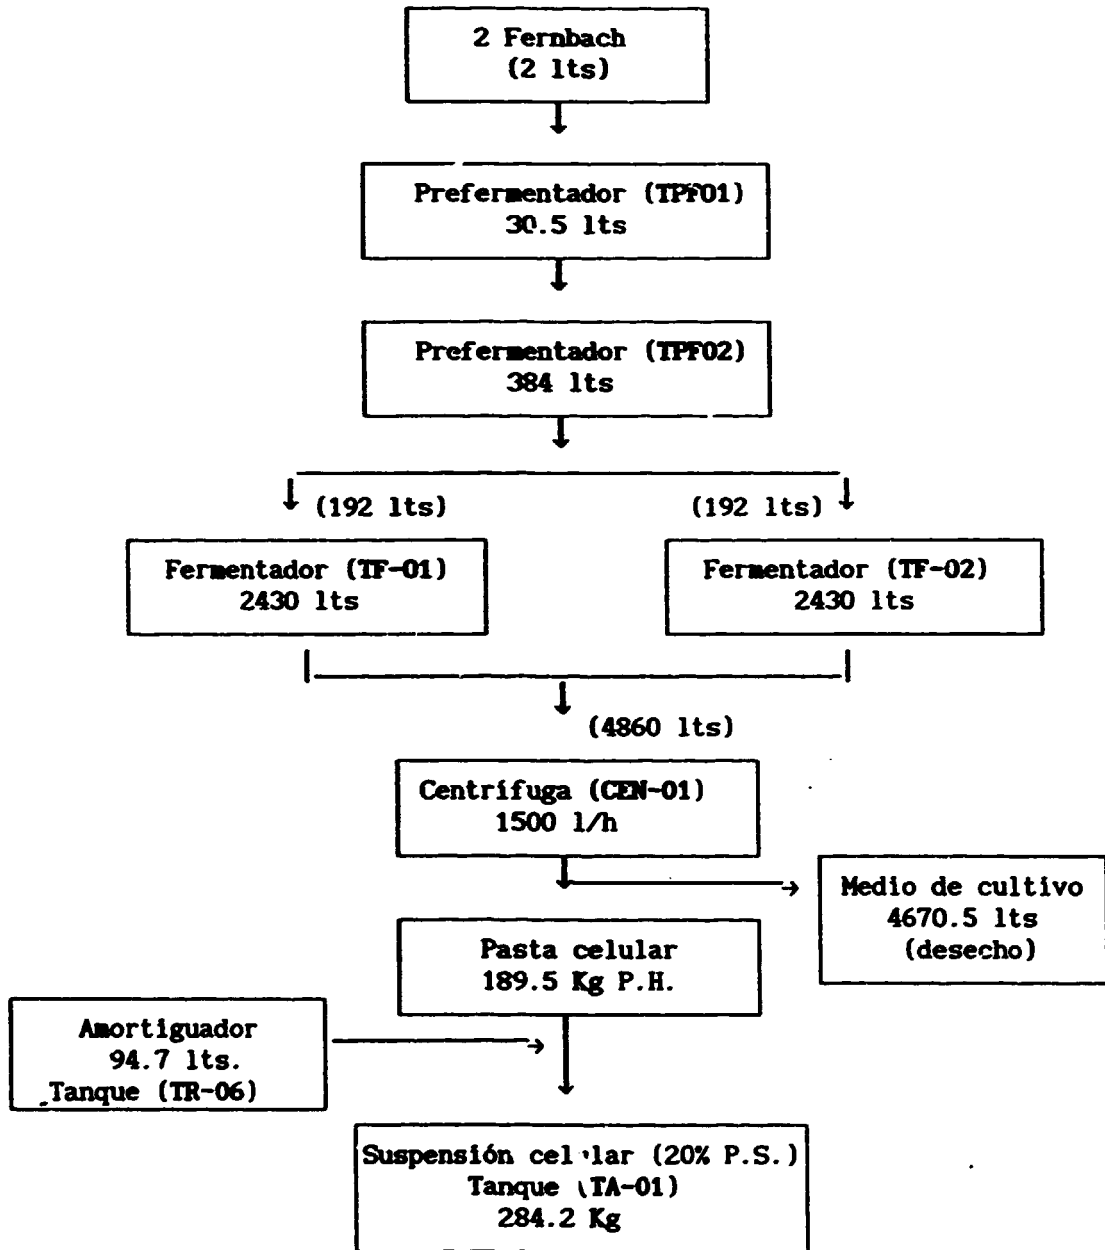 2 Fernbach
(2 lts)
Prefermentador (TPF01)
30.5 lts
Prefermentador (TPF02)
384 lts
(192 lts)
(192 lts)
Fermentador (TF-01)
2430 lts
Fermentador (TF-02)
2430 lts
(4860 lts)
Centrífuga (CEN-01)
1500 l/h
Medio de cultivo
4670.5 lts
(desecho)
Pasta celular
189.5 Kg P.H.
Amortiguador
94.7 lts.
Tanque (TR-06)
Suspensión celular (20% P.S.)
Tanque (TA-01)
284.2 Kg